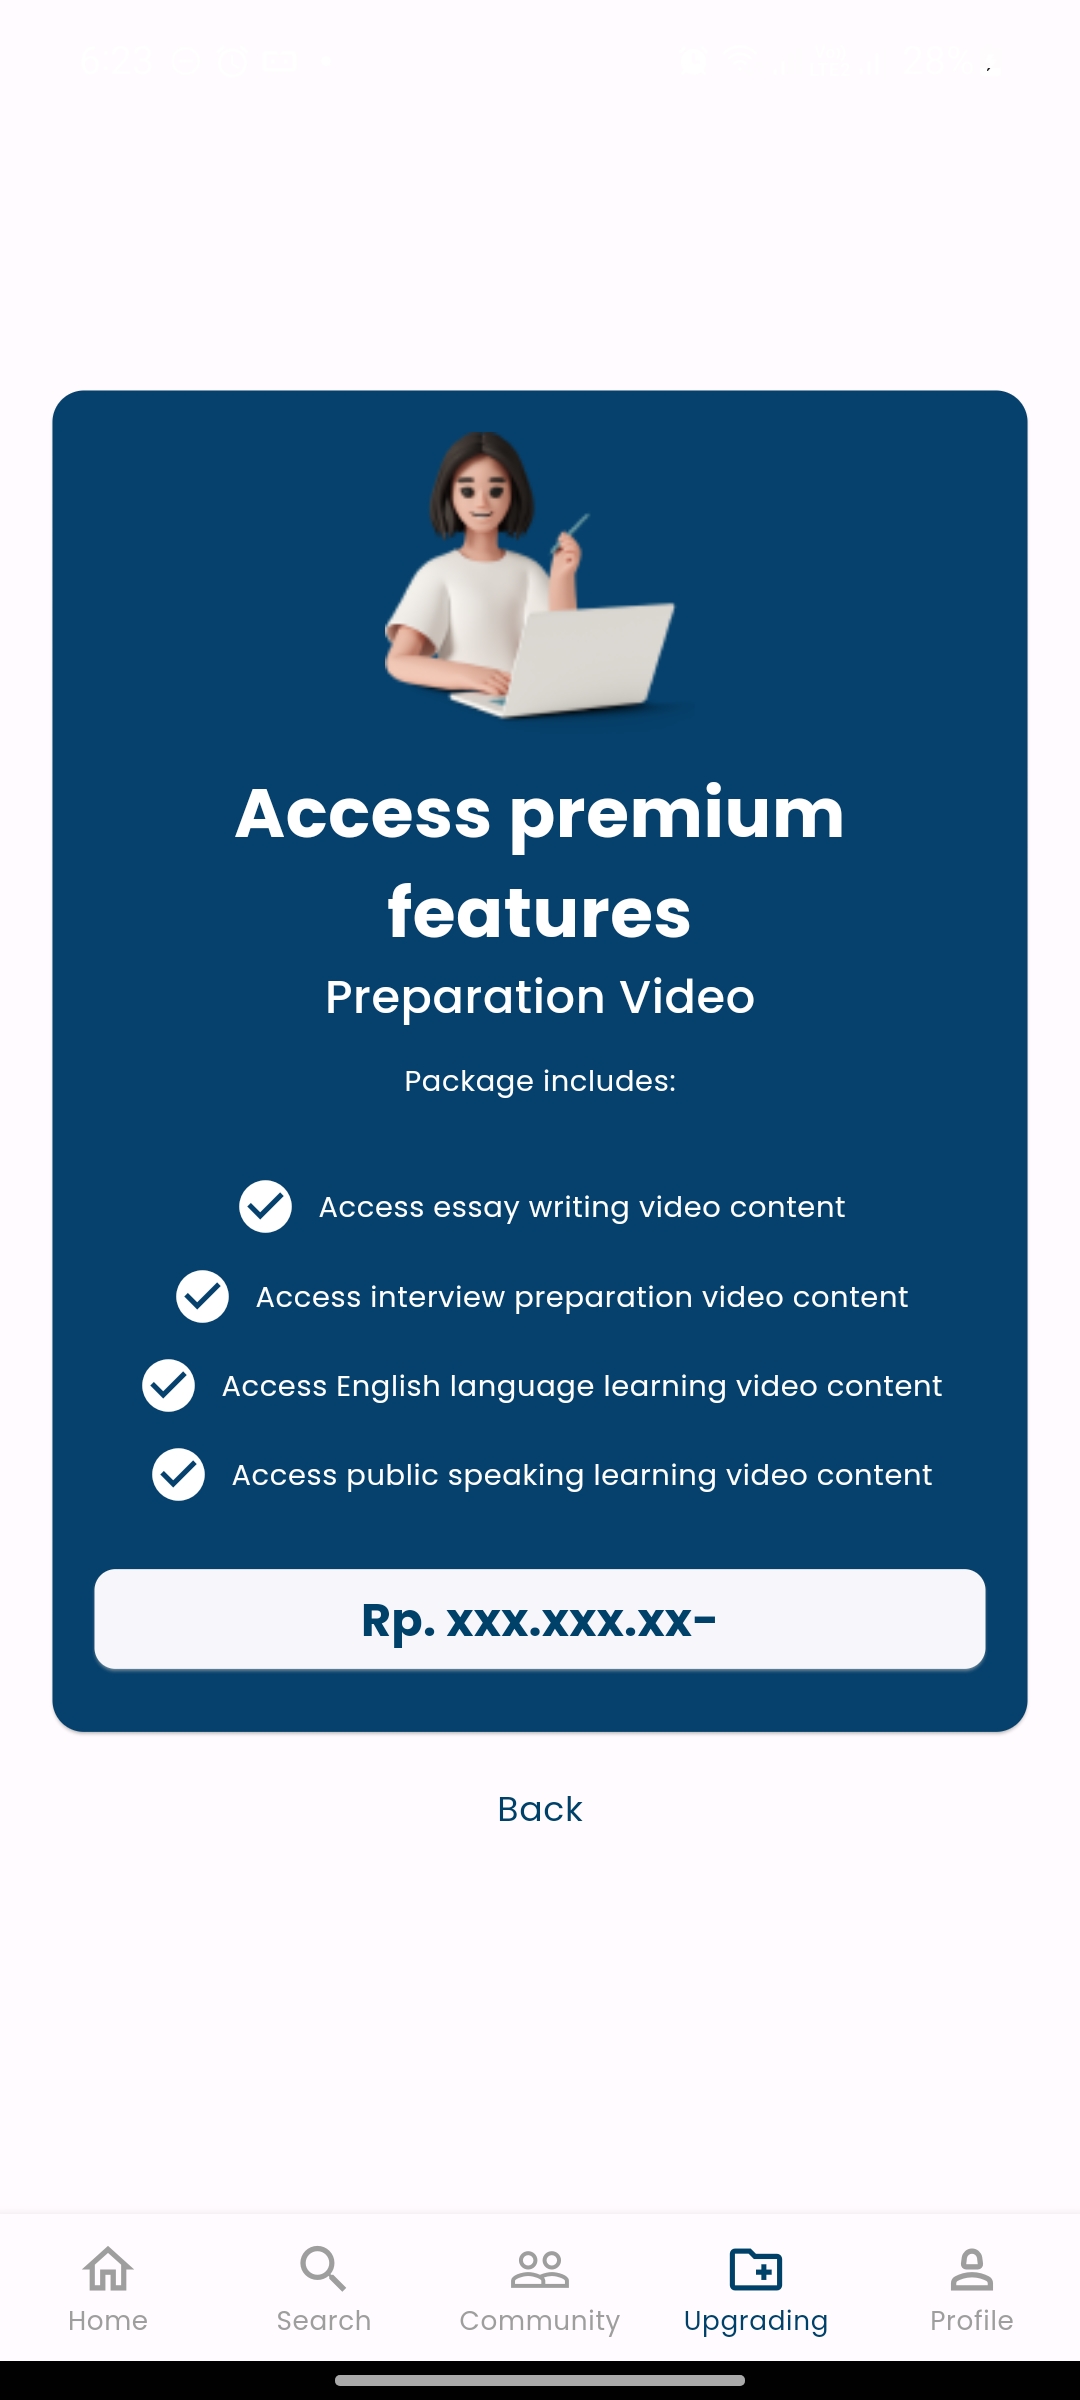 Access premium
features
Preparation Video
Package includes:
Access essay writing video content
Access interview preparation video content
Access English language learning video content
Access public speaking learning video content
Rp. xxx.xxx.xx-
Back
Home
Search
Community
Upgrading
Profile